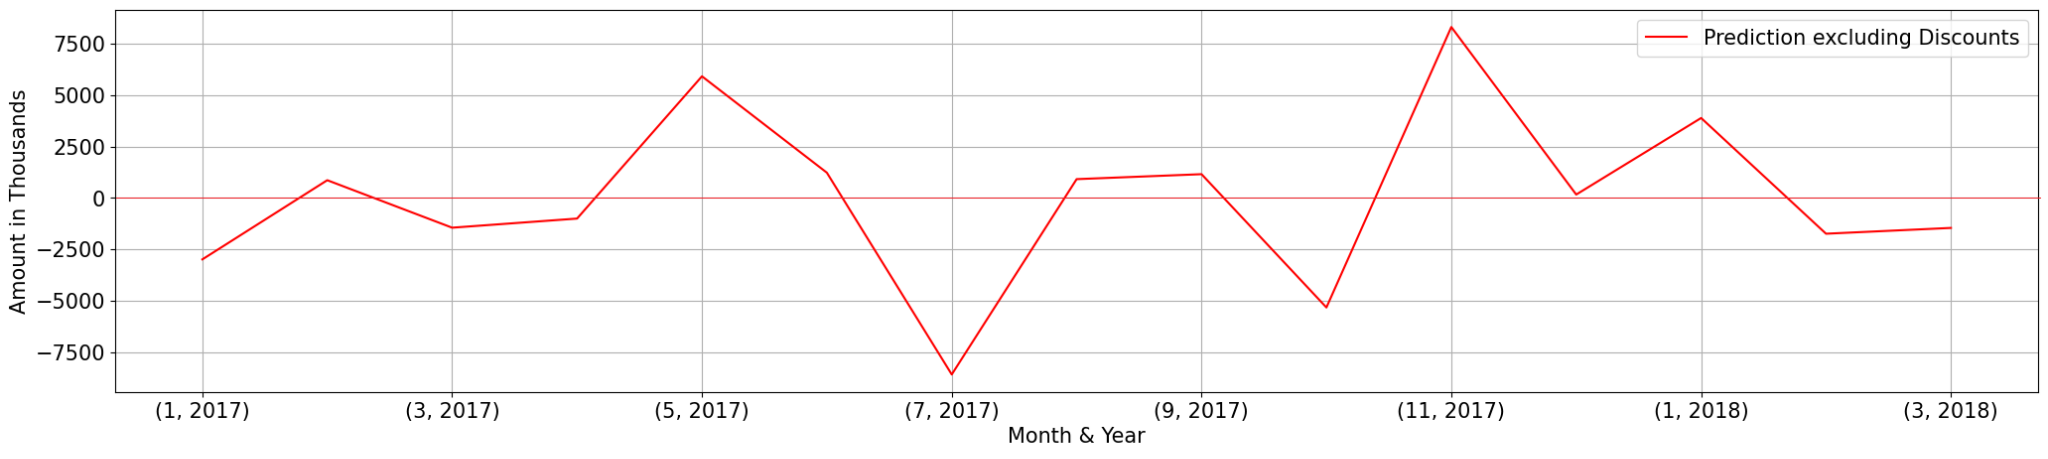 Prediction excluding Discounts
Amount in Thousands
7500
5000
2500
0
−2500
−5000
−7500
(1, 2017) (3, 2017) (5, 2017) (7, 2017) (9, 2017) (11, 2017) (1, 2018) (3, 2018)
Month & Year